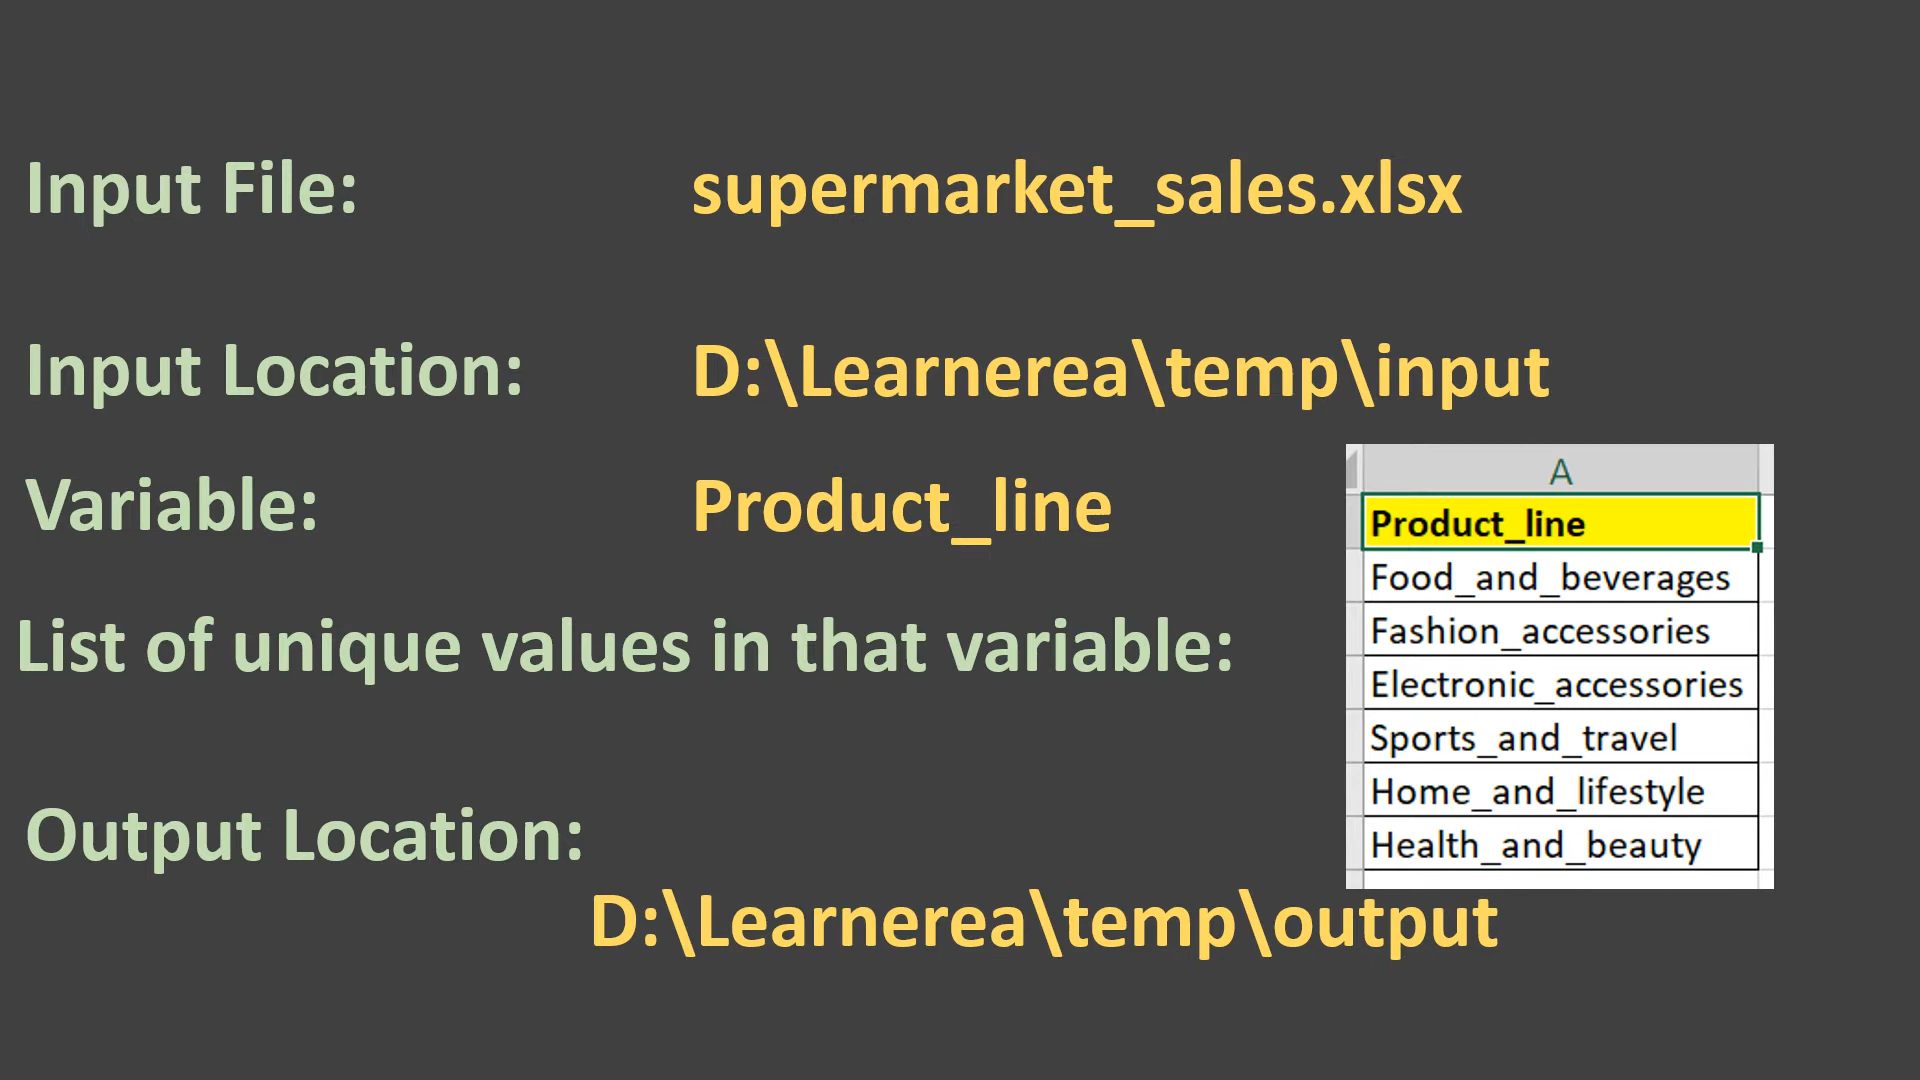 Input File: supermarket_sales.xlsx
Input Location: D:\Learnerea\temp\input
Variable: Product_line
List of unique values in that variable:
A
Product_line
Food_and_beverages
Fashion_accessories
Electronic_accessories
Sports_and_travel
Home_and_lifestyle
Health_and_beauty
Output Location:
D:\Learnerea\temp\output